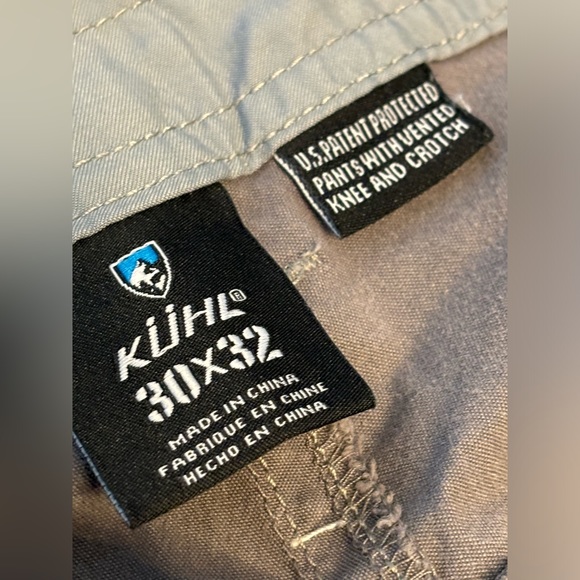 U.S. PATENT PROTECTED
PANTS WITH VENTED
KNEE AND CROTCH
KÜHL®
30X32
MADE IN CHINA
FABRIQUE EN CHINE
HECHO EN CHINA